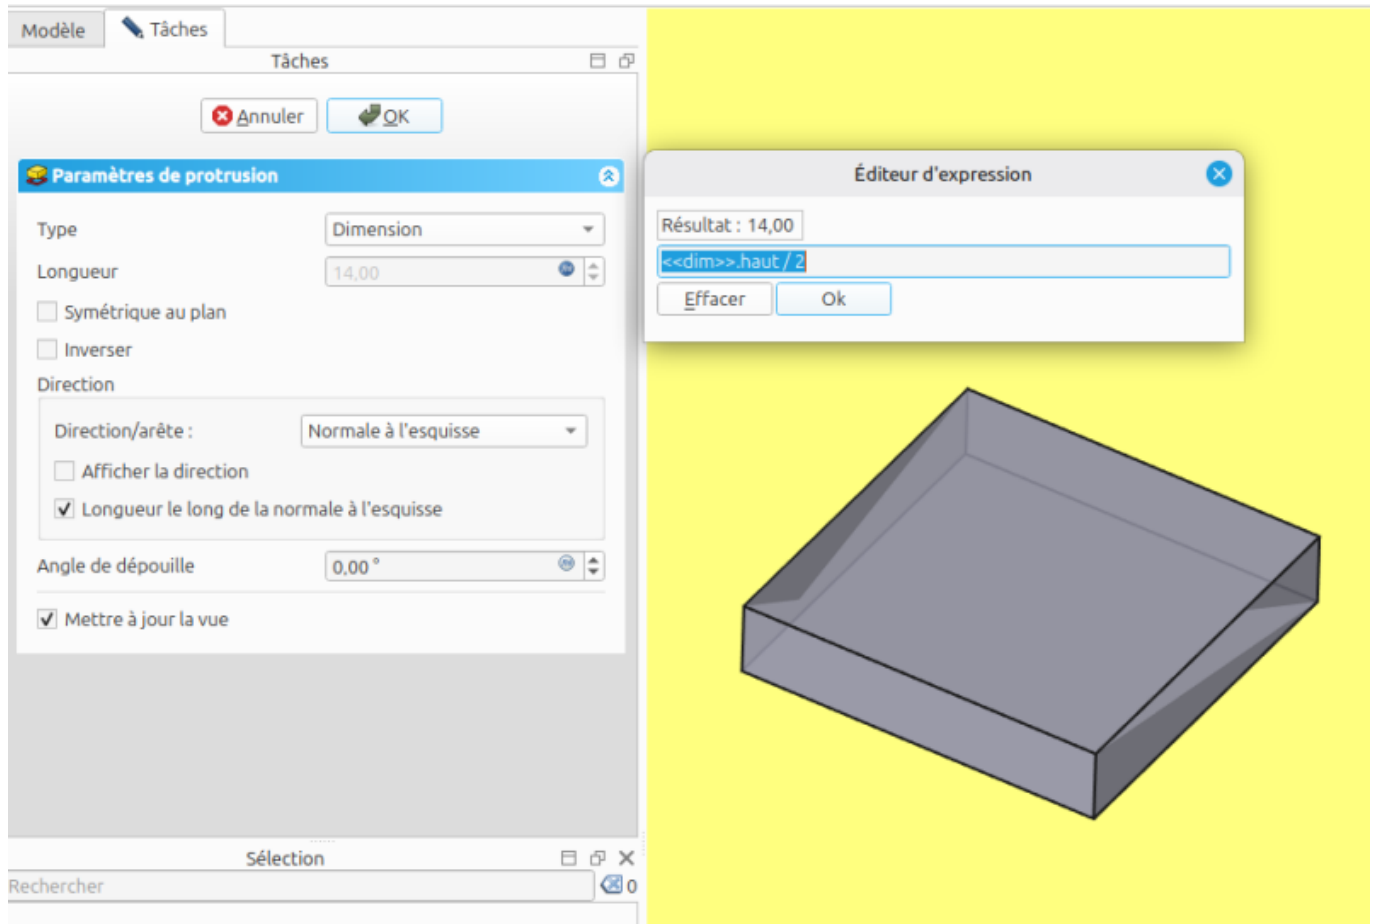 Modèle
Tâches
Tâches
Annuler
OK
Paramètres de protrusion
Type
Dimension
Longueur
14,00
Symétrique au plan
Inverser
Direction
Direction/arête :
Normale à l'esquisse
Afficher la direction
Longueur le long de la normale à l'esquisse
Angle de dépouille
0,00 °
Mettre à jour la vue
Éditeur d'expression
Résultat : 14,00
<<dim>>.haut / 2
Effacer
Ok
Sélection
Rechercher
0